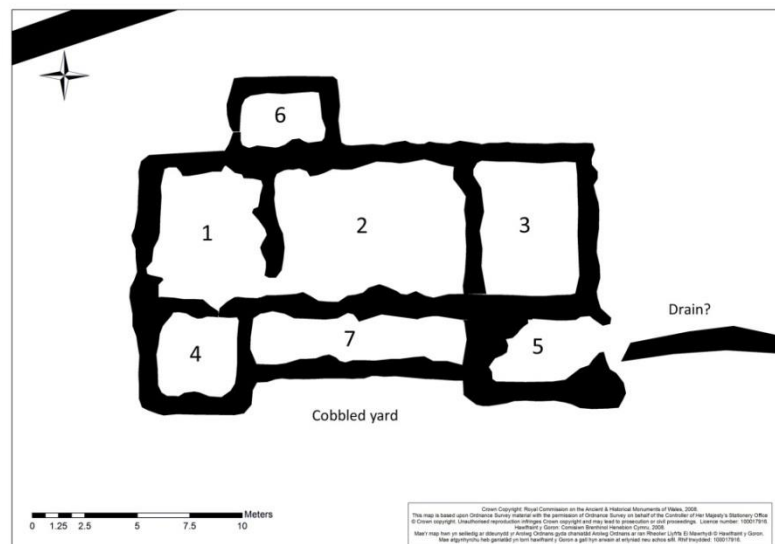 6
1
2
3
Drain?
4
7
5
Cobbled yard
Meters
0 1.25 2.5 5 7.5 10
Crown Copyright: Royal Commission on the Ancient & Historical Monuments of Wales, 2008.
This map is based upon Ordnance Survey material with the permission of Ordnance Survey on behalf of the Controller of Her Majesty's Stationery Office
© Crown copyright. Unauthorised reproduction infringes Crown copyright and may lead to prosecution or civil proceedings. Licence number: 100017916.
Hawlfraint y Goron: Comisiwn Brenhinol Henebion Cymru, 2008.